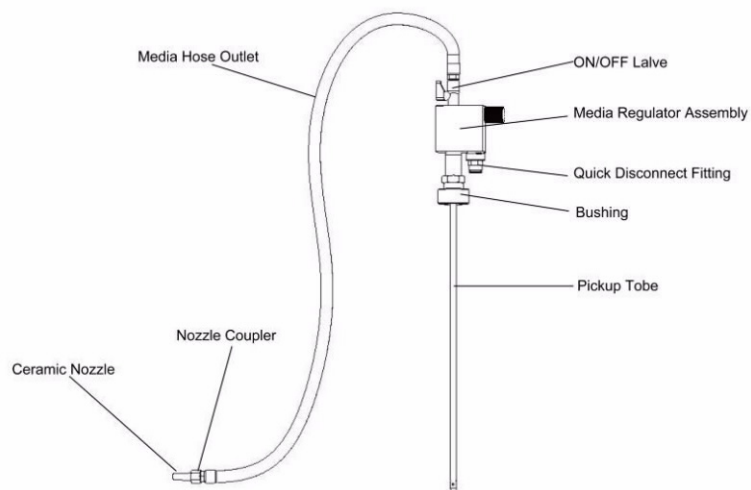 Media Hose Outlet
ON/OFF Lalve
Media Regulator Assembly
Quick Disconnect Fitting
Bushing
Pickup Tobe
Nozzle Coupler
Ceramic Nozzle